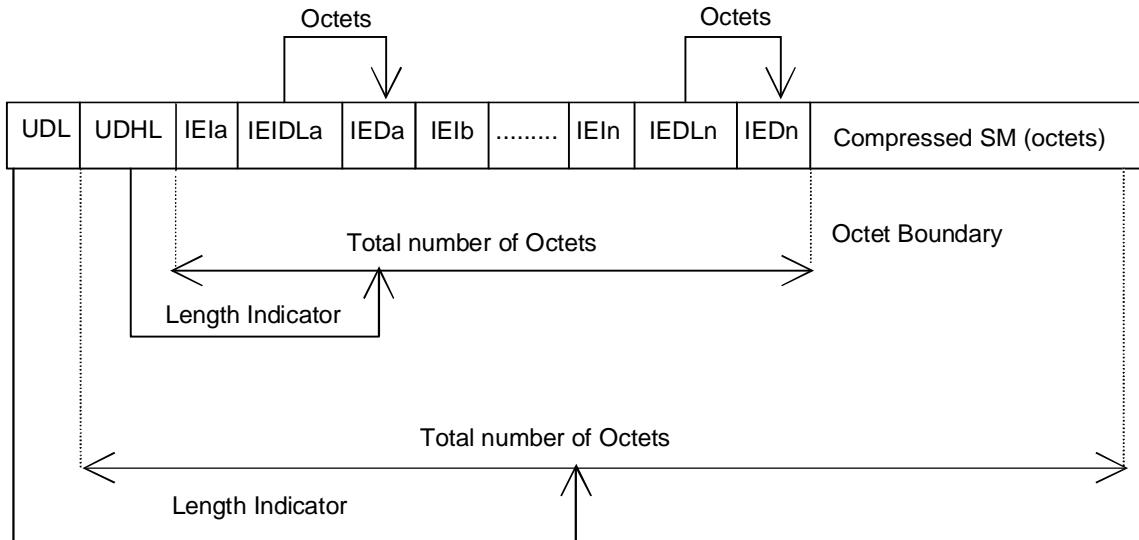 Octets Octets
UDL UDHL IEIa IEIDLa IEDa IEIb ......... IEIn IEDLn IEDn Compressed SM (octets)
Total number of Octets
Octet Boundary
Length Indicator
Total number of Octets
Length Indicator